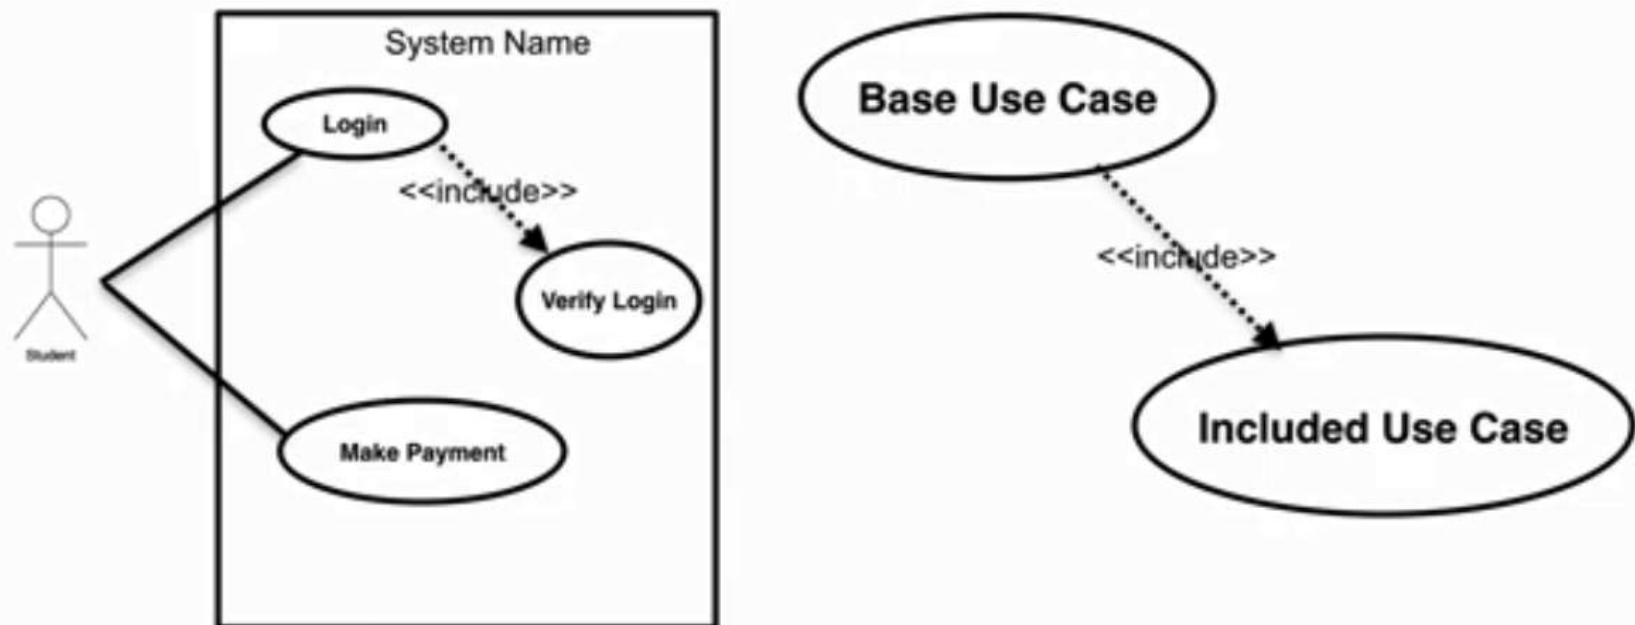 System Name
Login
<<include>>
Verify Login
Make Payment
Student
Base Use Case
<<include>>
Included Use Case